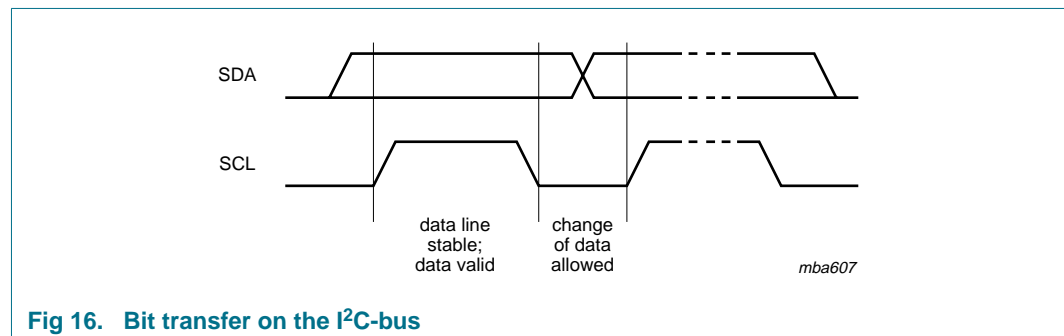 SDA
SCL
data line
stable;
data valid
change
of data
allowed
mba607
Fig 16. Bit transfer on the I²C-bus